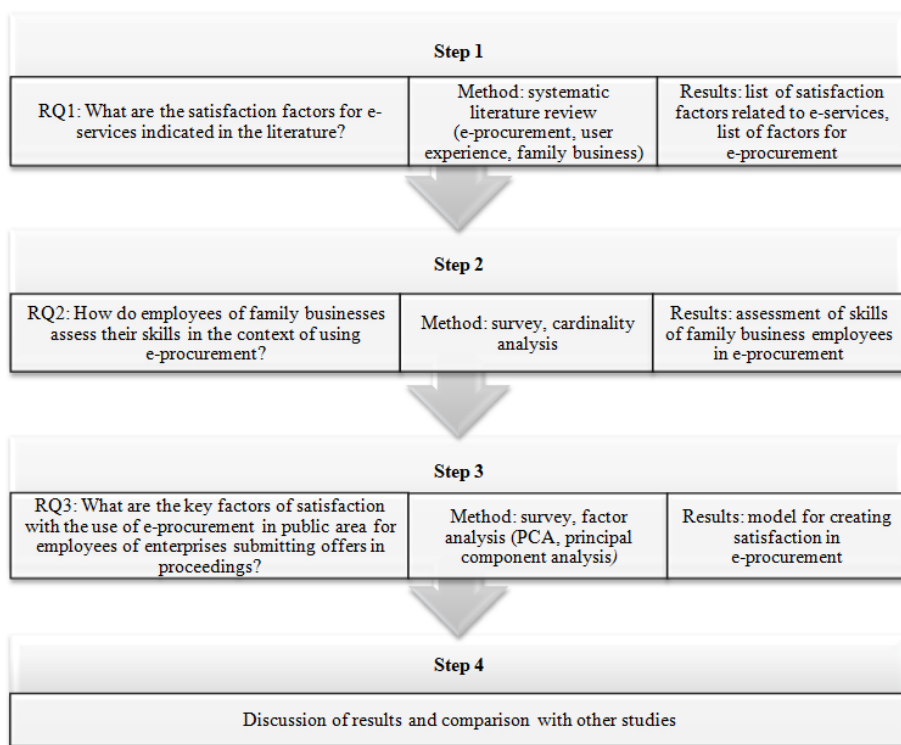 Step 1
RQ1: What are the satisfaction factors for e-
services indicated in the literature?
Method: systematic
literature review
(e-procurement, user
experience, family business)
Results: list of satisfaction
factors related to e-services,
list of factors for
e-procurement
Step 2
RQ2: How do employees of family businesses
assess their skills in the context of using
e-procurement?
Method: survey, cardinality
analysis
Results: assessment of skills
of family business employees
in e-procurement
Step 3
RQ3: What are the key factors of satisfaction
with the use of e-procurement in public area for
employees of enterprises submitting offers in
proceedings?
Method: survey, factor
analysis (PCA, principal
component analysis)
Results: model for creating
satisfaction in
e-procurement
Step 4
Discussion of results and comparison with other studies